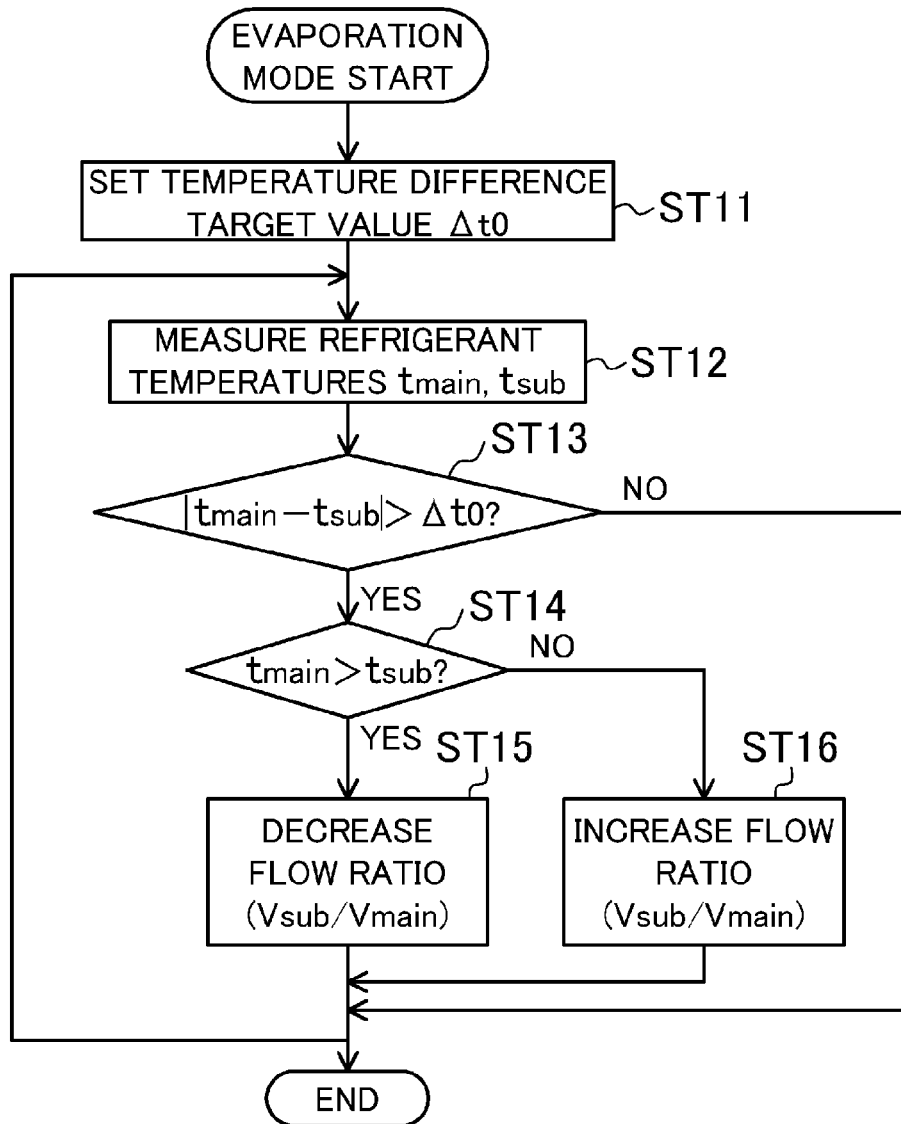 EVAPORATION
MODE START
SET TEMPERATURE DIFFERENCE
TARGET VALUE Δt0
ST11
MEASURE REFRIGERANT
TEMPERATURES tmain, tsub
ST12
ST13
|tmain－tsub|＞Δt0?
NO
YES
ST14
tmain＞tsub?
NO
YES
ST15
DECREASE
FLOW RATIO
(Vsub/Vmain)
ST16
INCREASE FLOW
RATIO
(Vsub/Vmain)
END